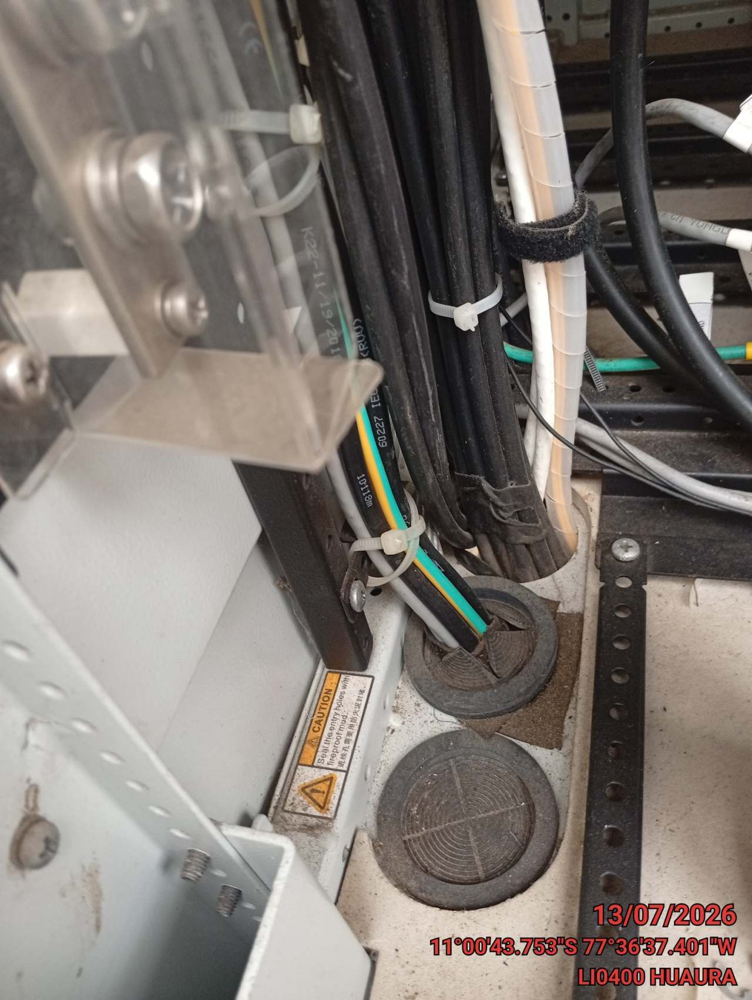 K22-11/19/201
(RUU)
60227 IEC
m81101
CAUTION
Seal the entry holes with
fireproof mud.
进线孔需要用防火泥封堵。
13/07/2026
11°00'43.753"S 77°36'37.401"W
LI0400 HUAURA